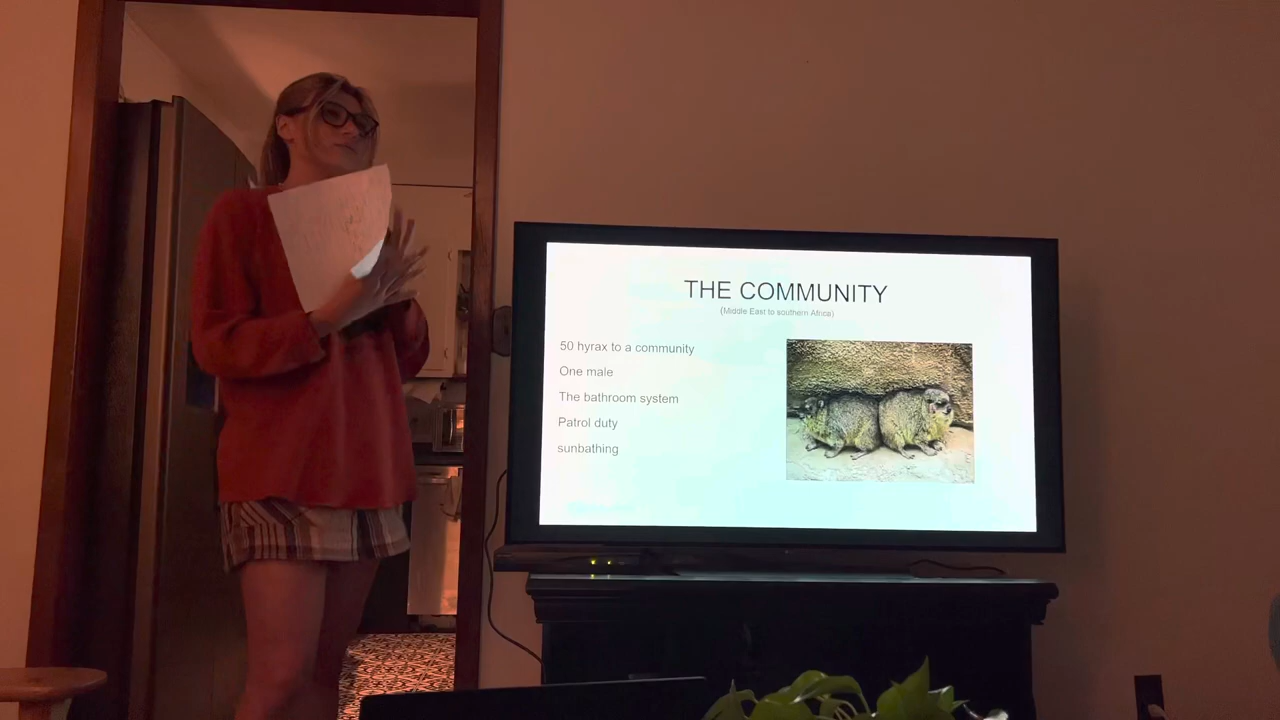 THE COMMUNITY
(Middle East to southern Africa)
50 hyrax to a community
One male
The bathroom system
Patrol duty
sunbathing